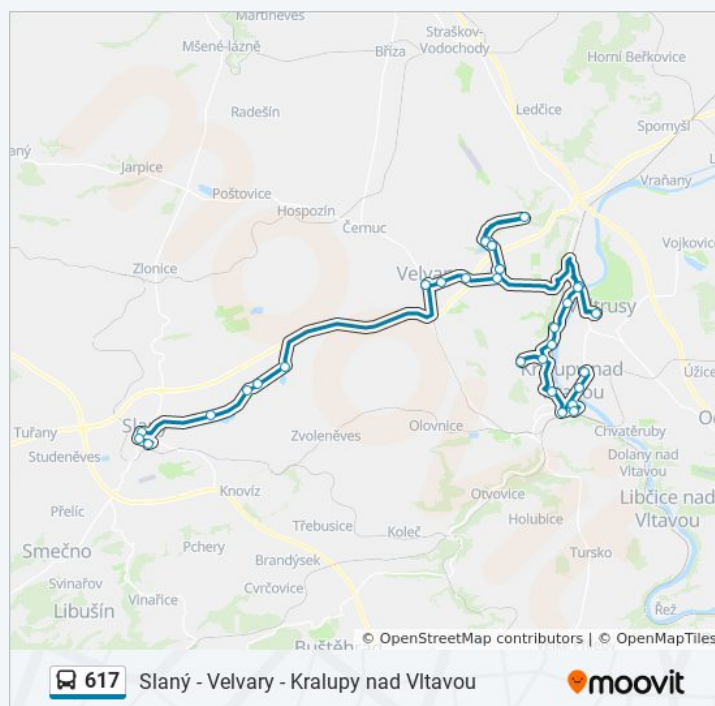 Martiněves
Straškov-
Vodochody
Mšené-lázně
Bříza
Horní Beřkovice
Radešín
Ledčice
Spomyšl
Jarpice
Poštovice
Vraňany
Hospozín
Černuc
Vojkovice
Zlonice
Velvary
trusy
Kralupy nad
Vltavou
Úžice
Slaný
Tuřany
Studeněves
Zvoleněves
Olovnice
Chvatěruby
Dolany nad
Vltavou
Knovíz
Otvovice
Libčice nad
Vltavou
Přelíc
Třebusice
Koleč
Holubice
Smečno
Pchery
Brandýsek
Tursko
Svinařov
Vinařice
Cvrčovice
Libušín
Řež
Buštěhrad
© OpenStreetMap contributors | © OpenMapTiles
617 Slaný - Velvary - Kralupy nad Vltavou
moovit